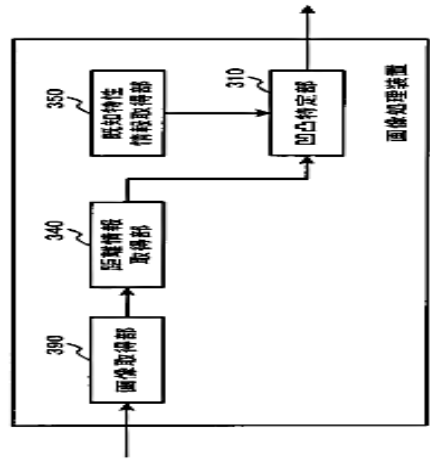 画像処理装置
390
画像取得部
340
距離情報
取得部
350
既知特性
情報取得部
310
凹凸特定部